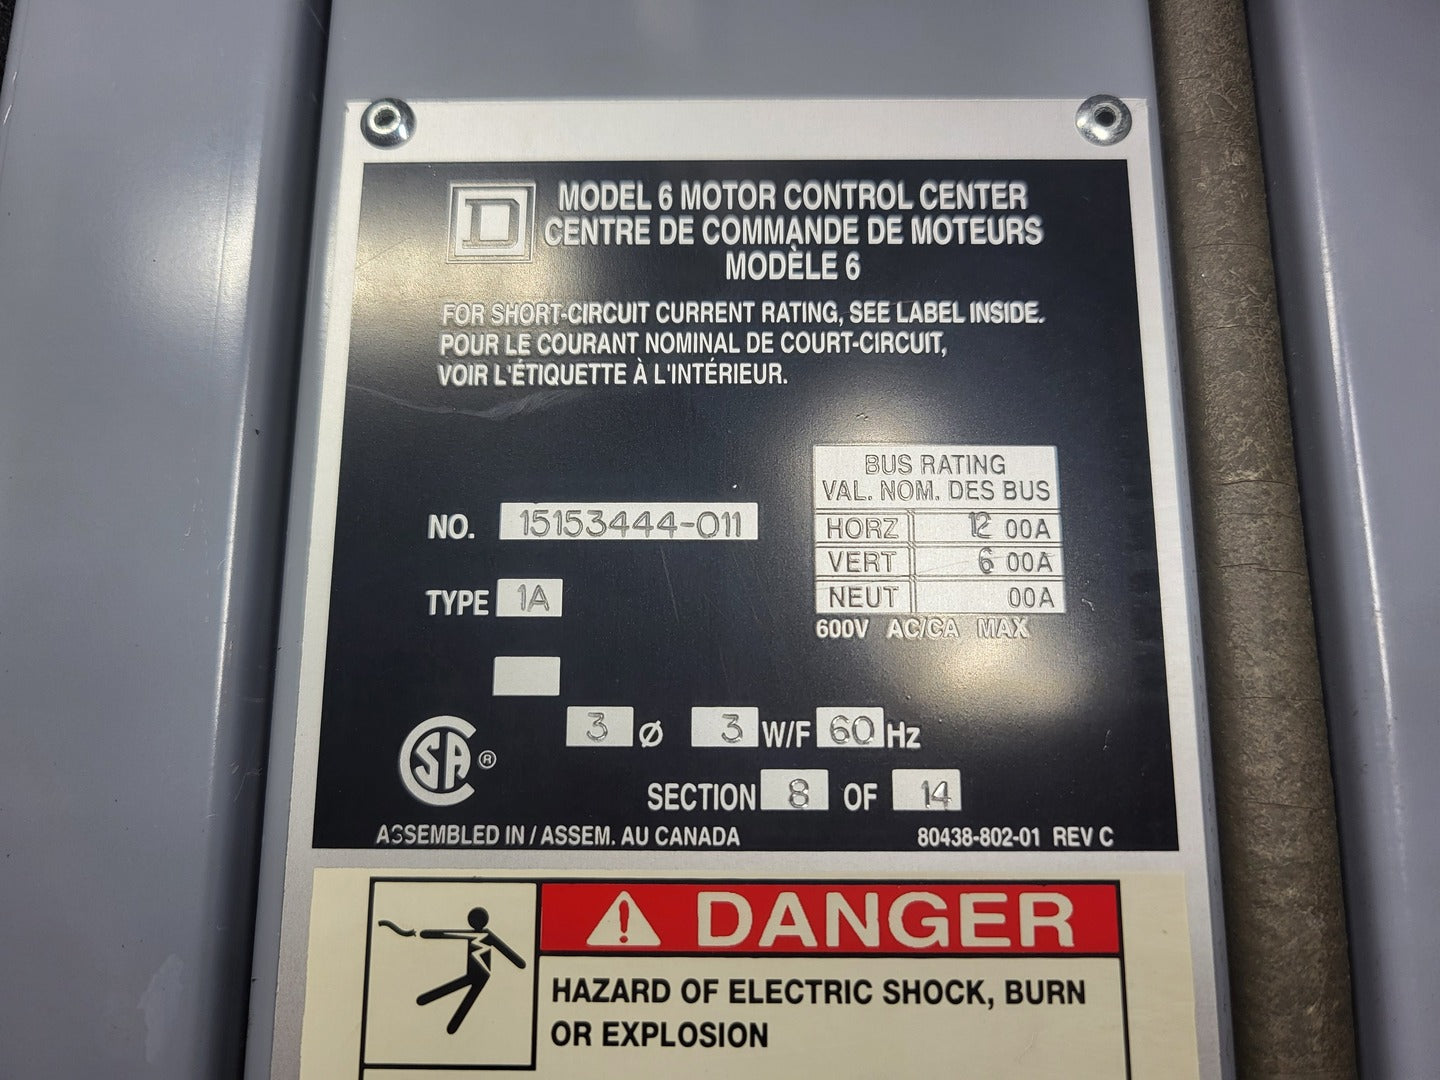 D
MODEL 6 MOTOR CONTROL CENTER
CENTRE DE COMMANDE DE MOTEURS
MODÈLE 6
FOR SHORT-CIRCUIT CURRENT RATING, SEE LABEL INSIDE.
POUR LE COURANT NOMINAL DE COURT-CIRCUIT,
VOIR L'ÉTIQUETTE À L'INTÉRIEUR.
BUS RATING
VAL. NOM. DES BUS
HORZ 12 00A
VERT 6 00A
NEUT 00A
600V AC/CA MAX
NO. 15153444-011
TYPE 1A
3 Ø 3 W/F 60 Hz
SECTION 8 OF 14
CSA ®
ASSEMBLED IN / ASSEM. AU CANADA
80438-802-01 REV C
DANGER
HAZARD OF ELECTRIC SHOCK, BURN
OR EXPLOSION